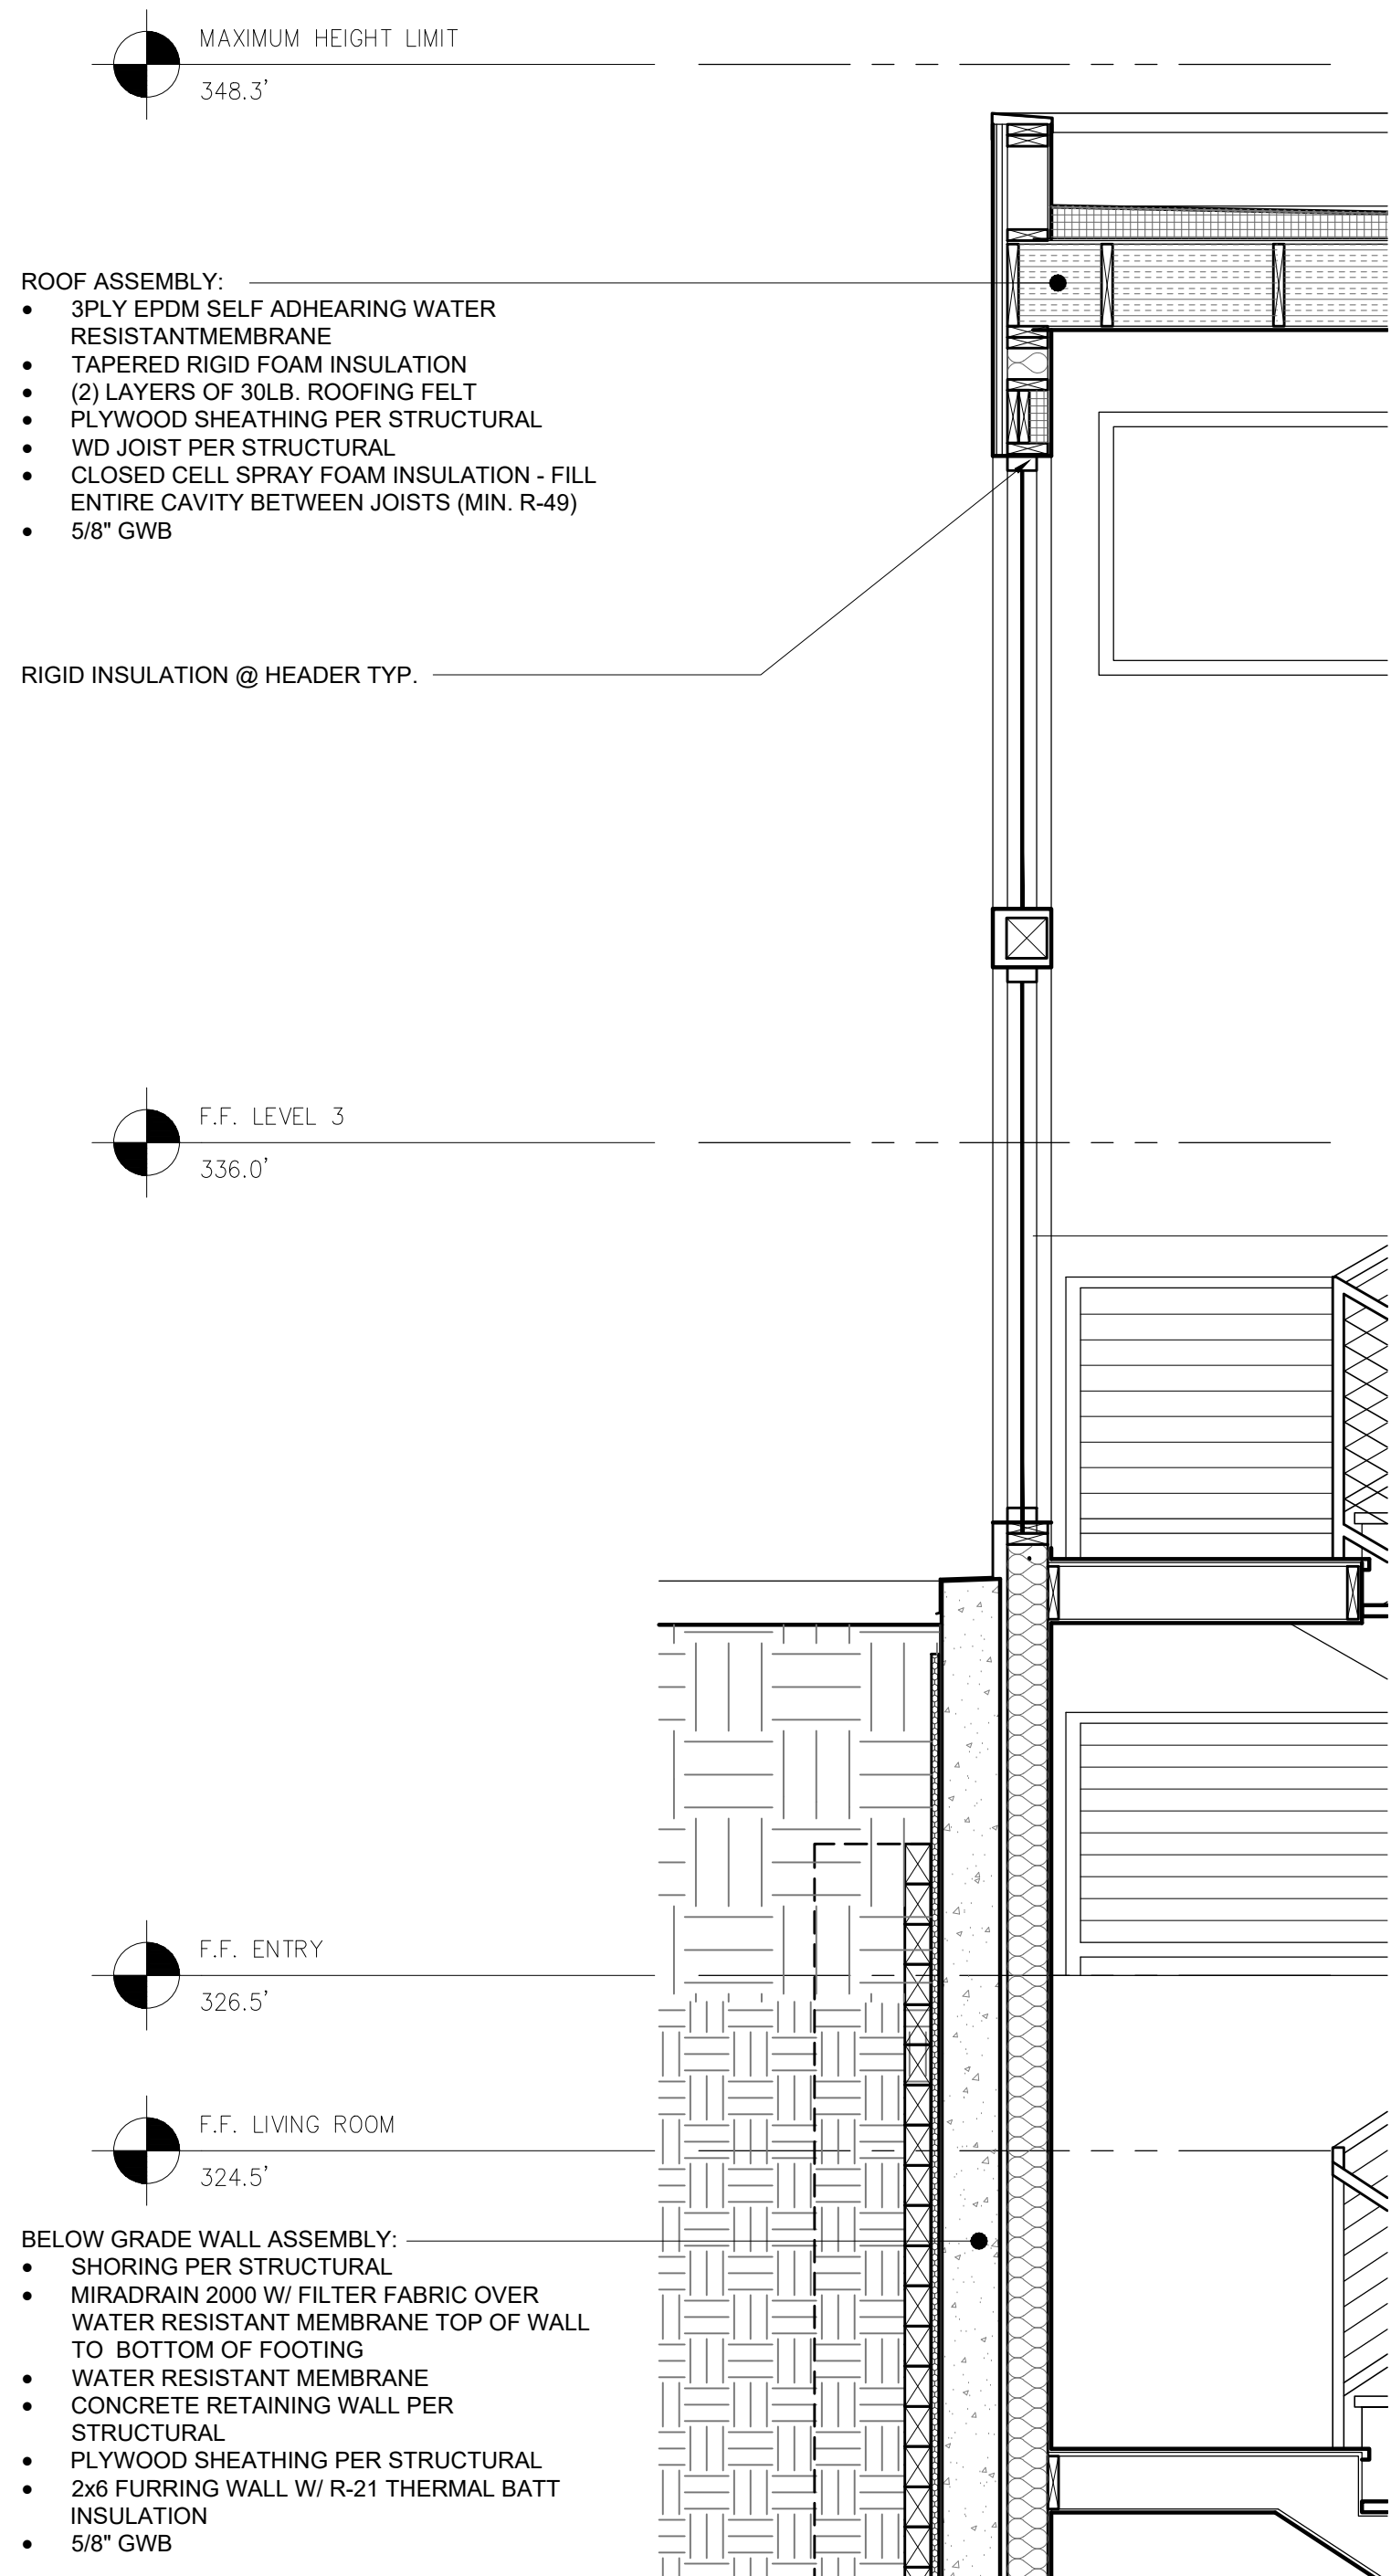 MAXIMUM HEIGHT LIMIT
348.3'
ROOF ASSEMBLY:
• 3PLY EPDM SELF ADHEARING WATER
RESISTANTMEMBRANE
• TAPERED RIGID FOAM INSULATION
• (2) LAYERS OF 30LB. ROOFING FELT
• PLYWOOD SHEATHING PER STRUCTURAL
• WD JOIST PER STRUCTURAL
• CLOSED CELL SPRAY FOAM INSULATION - FILL
ENTIRE CAVITY BETWEEN JOISTS (MIN. R-49)
• 5/8" GWB
RIGID INSULATION @ HEADER TYP.
F.F. LEVEL 3
336.0'
F.F. ENTRY
326.5'
F.F. LIVING ROOM
324.5'
BELOW GRADE WALL ASSEMBLY:
• SHORING PER STRUCTURAL
• MIRADRAIN 2000 W/ FILTER FABRIC OVER
WATER RESISTANT MEMBRANE TOP OF WALL
TO BOTTOM OF FOOTING
• WATER RESISTANT MEMBRANE
• CONCRETE RETAINING WALL PER
STRUCTURAL
• PLYWOOD SHEATHING PER STRUCTURAL
• 2x6 FURRING WALL W/ R-21 THERMAL BATT
INSULATION
• 5/8" GWB